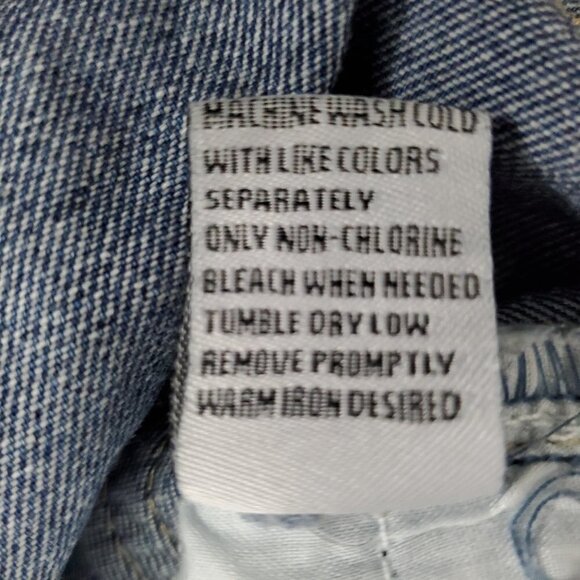 MACHINE WASH COLD
WITH LIKE COLORS
SEPARATELY
ONLY NON-CHLORINE
BLEACH WHEN NEEDED
TUMBLE DRY LOW
REMOVE PROMPTLY
WARM IRON DESIRED